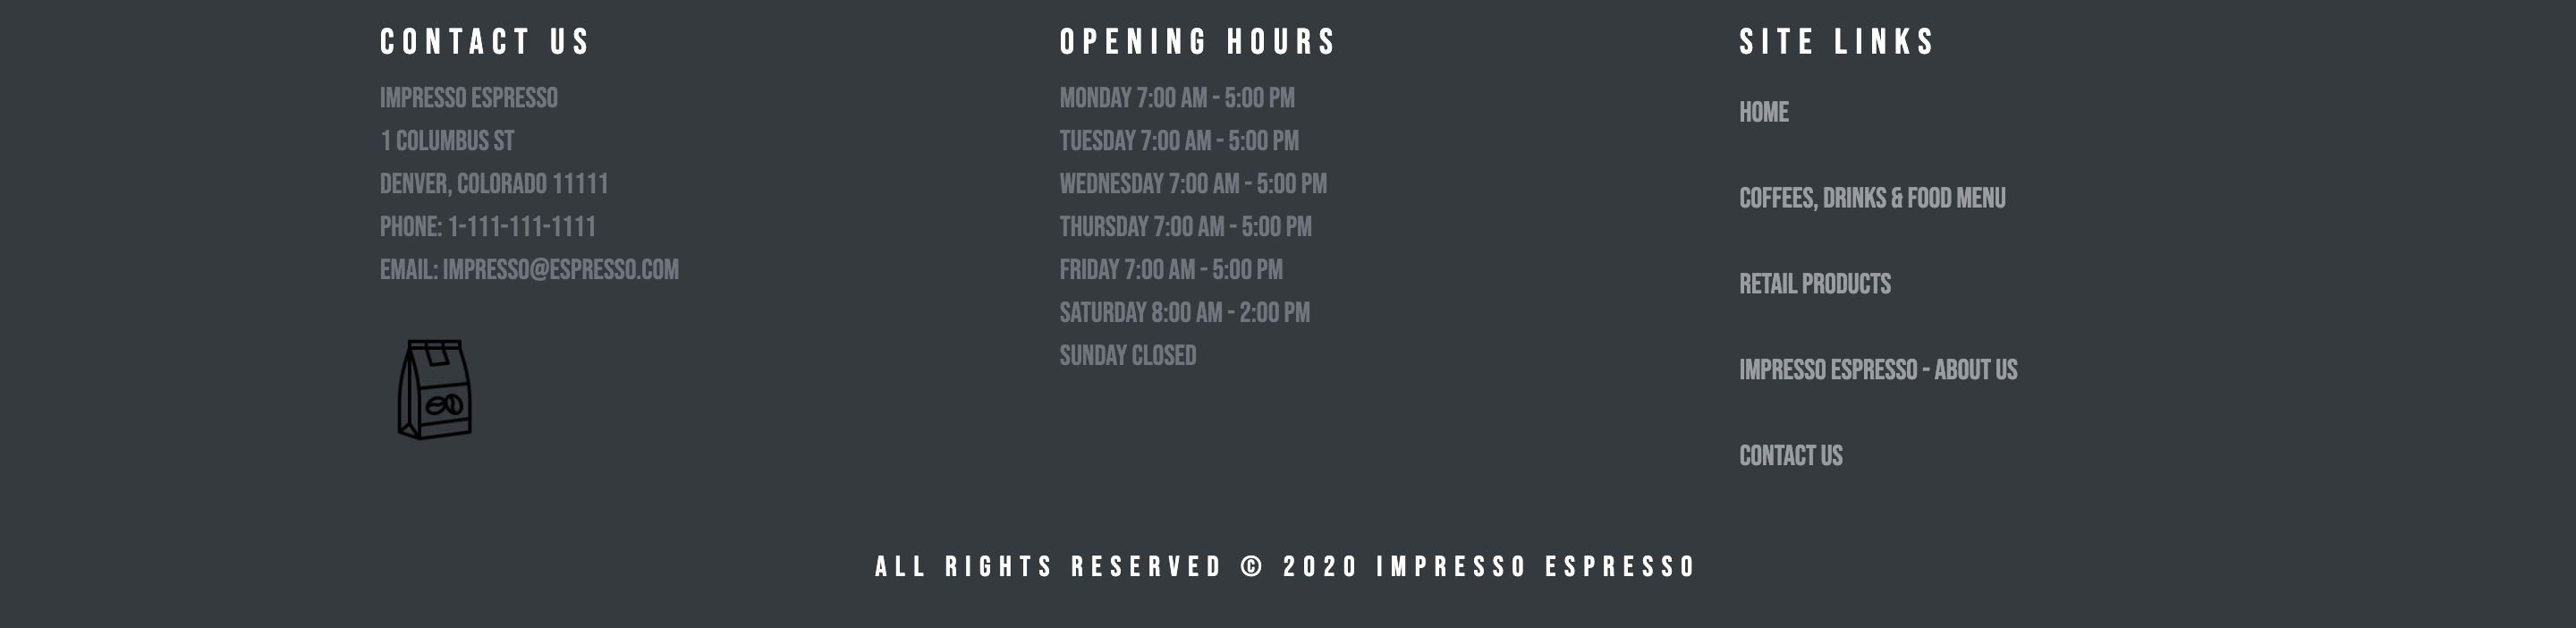 CONTACT US
IMPRESSO ESPRESSO
1 COLUMBUS ST
DENVER, COLORADO 11111
PHONE: 1-111-111-1111
EMAIL: IMPRESSO@ESPRESSO.COM
OPENING HOURS
MONDAY 7:00 AM - 5:00 PM
TUESDAY 7:00 AM - 5:00 PM
WEDNESDAY 7:00 AM - 5:00 PM
THURSDAY 7:00 AM - 5:00 PM
FRIDAY 7:00 AM - 5:00 PM
SATURDAY 8:00 AM - 2:00 PM
SUNDAY CLOSED
SITE LINKS
HOME
COFFEES, DRINKS & FOOD MENU
RETAIL PRODUCTS
IMPRESSO ESPRESSO - ABOUT US
CONTACT US
ALL RIGHTS RESERVED © 2020 IMPRESSO ESPRESSO